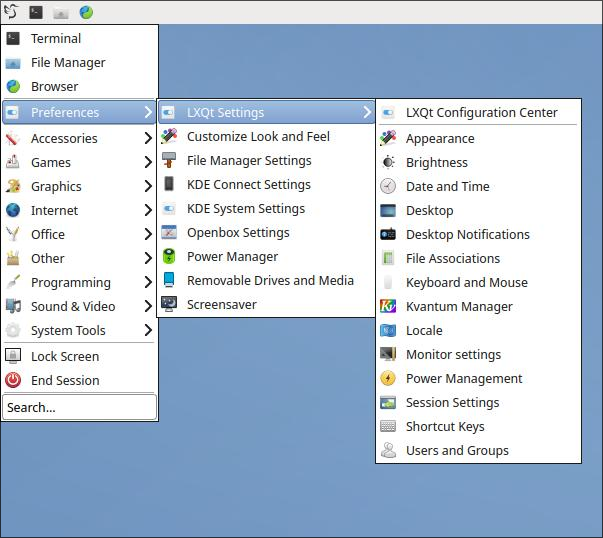 Terminal
File Manager
Browser
Preferences
Accessories
Games
Graphics
Internet
Office
Other
Programming
Sound & Video
System Tools
Lock Screen
End Session
Search...
LXQt Settings
Customize Look and Feel
File Manager Settings
KDE Connect Settings
KDE System Settings
Openbox Settings
Power Manager
Removable Drives and Media
Screensaver
LXQt Configuration Center
Appearance
Brightness
Date and Time
Desktop
Desktop Notifications
File Associations
Keyboard and Mouse
Kvantum Manager
Locale
Monitor settings
Power Management
Session Settings
Shortcut Keys
Users and Groups